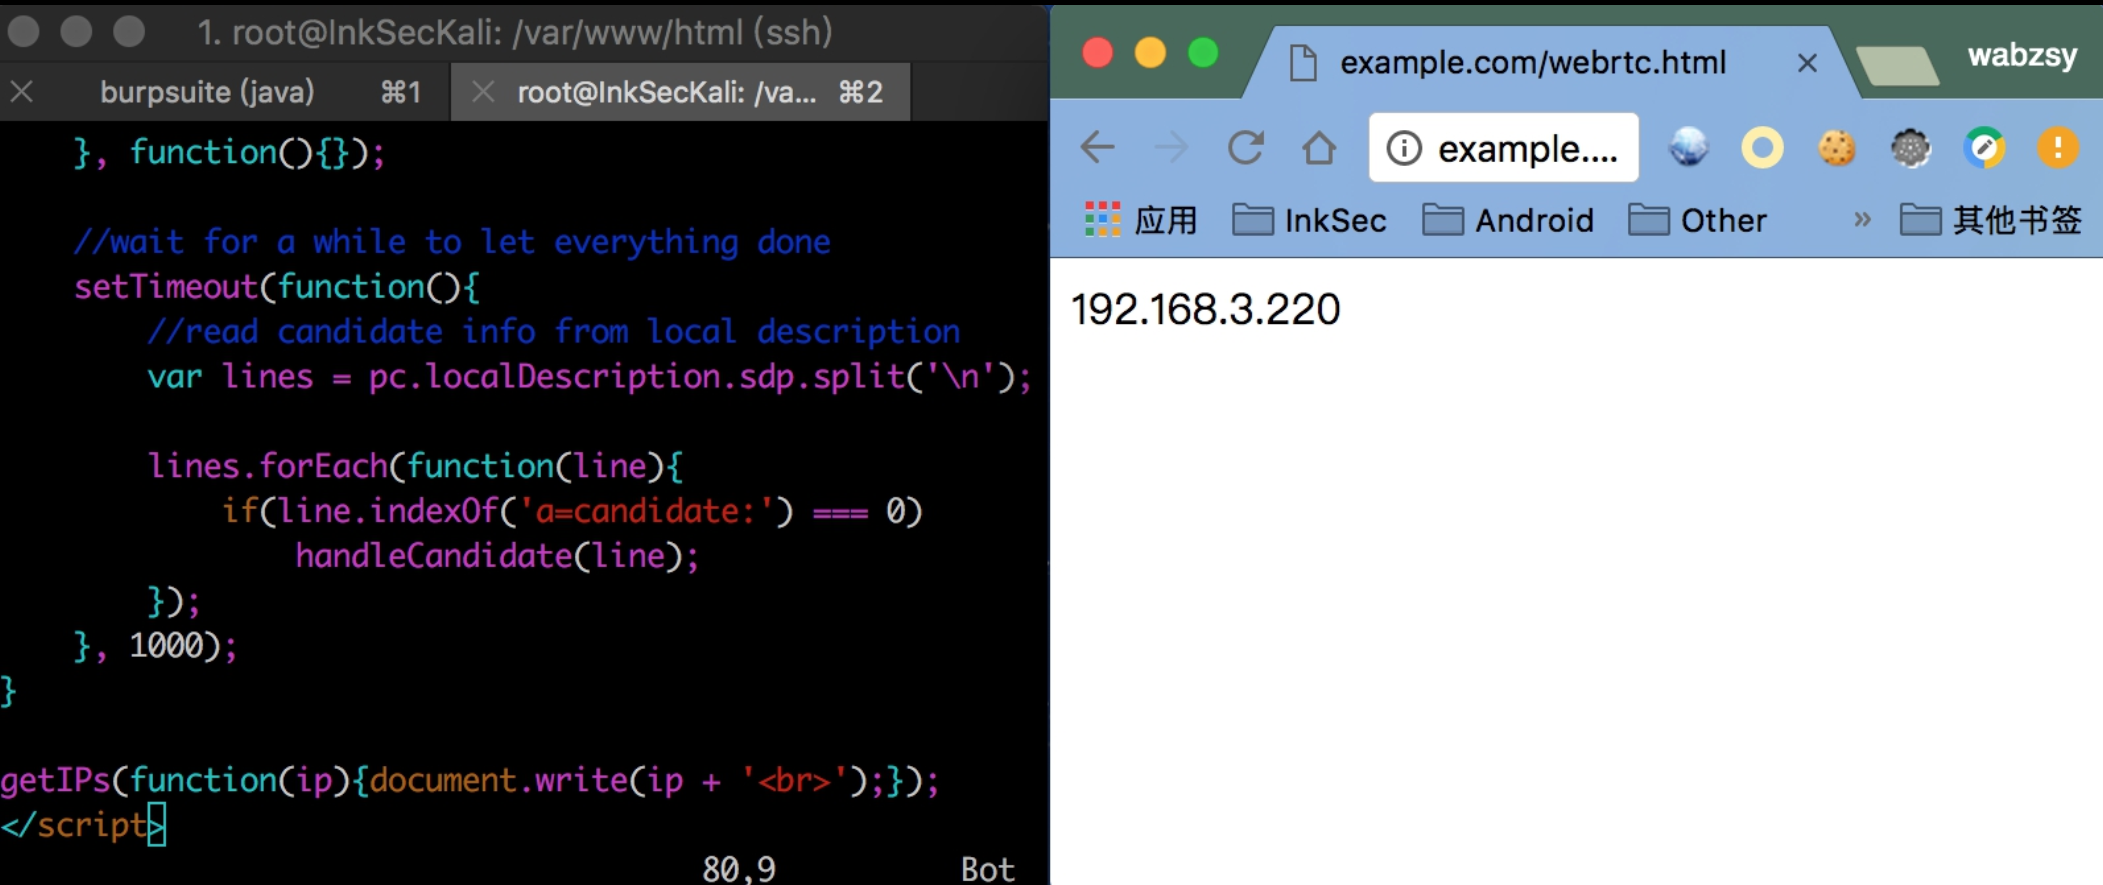 1. root@InkSecKali: /var/www/html (ssh)
burpsuite (java) ⌘1 root@InkSecKali: /va... ⌘2
}, function(){});
//wait for a while to let everything done
setTimeout(function(){
//read candidate info from local description
var lines = pc.localDescription.sdp.split('\n');
lines.forEach(function(line){
if(line.indexOf('a=candidate:') === 0)
handleCandidate(line);
});
}, 1000);
}
getIPs(function(ip){document.write(ip + '<br>');});
</script>
80,9 Bot
example.com/webrtc.html
wabzsy
example....
应用 InkSec Android Other » 其他书签
192.168.3.220